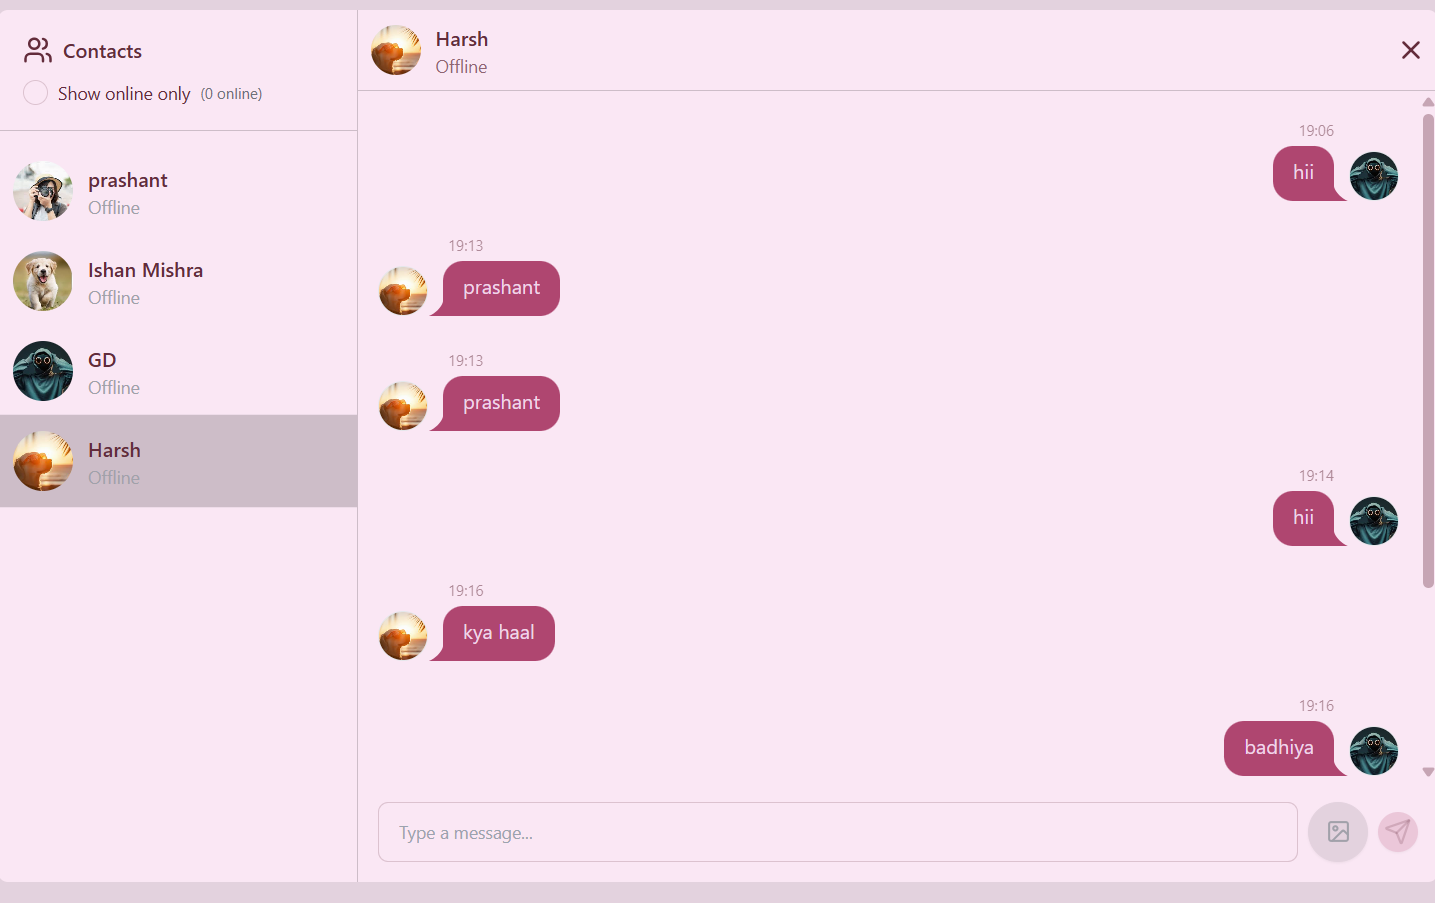 Contacts
Show online only (0 online)
prashant
Offline
Ishan Mishra
Offline
GD
Offline
Harsh
Offline
Harsh
Offline
19:06
hii
19:13
prashant
19:13
prashant
19:14
hii
19:16
kya haal
19:16
badhiya
Type a message...